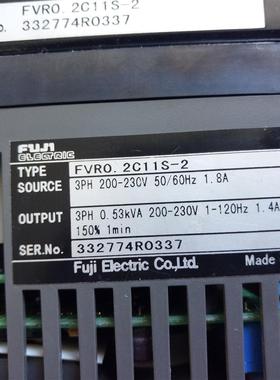 FVR0.2C11S-2
332774R0337
FUJI
ELECTRIC
TYPE FVR0.2C11S-2
SOURCE 3PH 200-230V 50/60Hz 1.8A
OUTPUT 3PH 0.53kVA 200-230V 1-120Hz 1.4A
150% 1min
SER.No. 332774R0337
Fuji Electric Co.,Ltd. Made